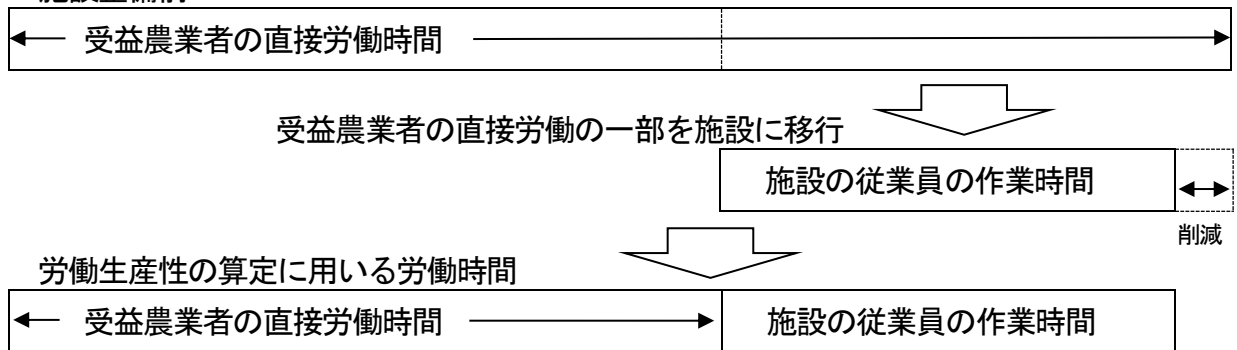 受益農業者の直接労働時間
受益農業者の直接労働の一部を施設に移行
施設の従業員の作業時間
削減
労働生産性の算定に用いる労働時間
受益農業者の直接労働時間
施設の従業員の作業時間